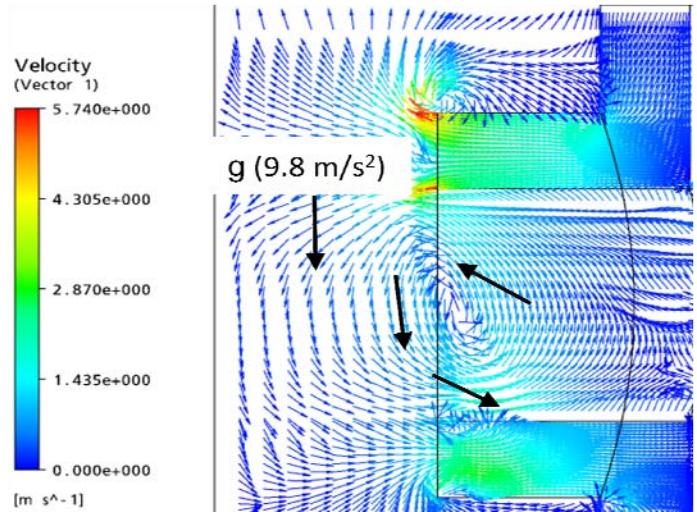 Velocity
(Vector 1)
5.740e+000
4.305e+000
2.870e+000
1.435e+000
0.000e+000
[m s^-1]
g (9.8 m/s²)